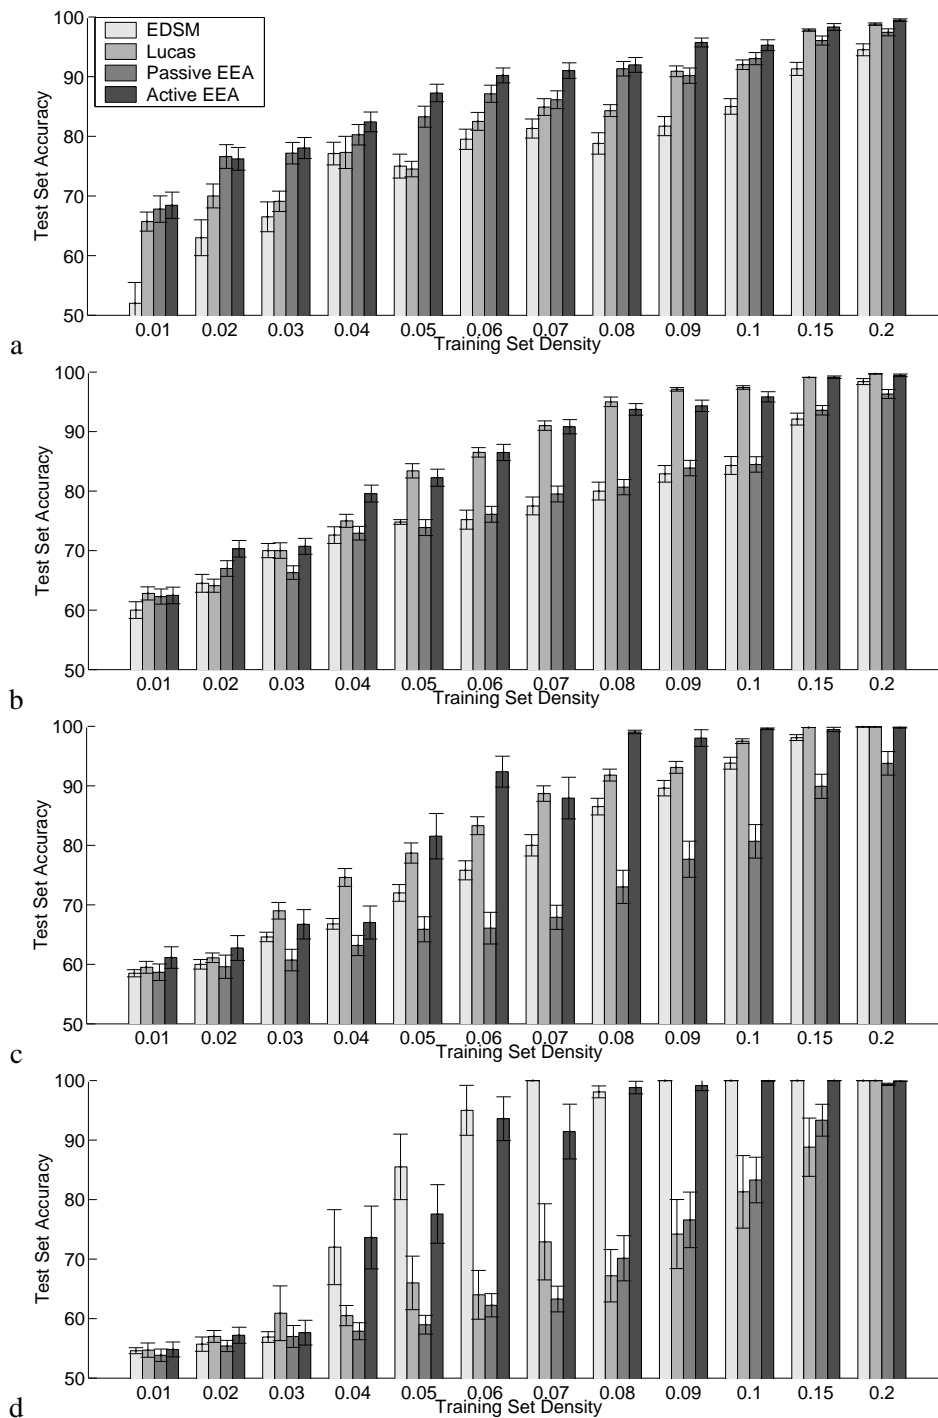 EDSM
Lucas
Passive EEA
Active EEA
100
90
80
70
60
50
Test Set Accuracy
0.01 0.02 0.03 0.04 0.05 0.06 0.07 0.08 0.09 0.1 0.15 0.2
Training Set Density
a
100
90
80
70
60
50
Test Set Accuracy
0.01 0.02 0.03 0.04 0.05 0.06 0.07 0.08 0.09 0.1 0.15 0.2
Training Set Density
b
100
90
80
70
60
50
Test Set Accuracy
0.01 0.02 0.03 0.04 0.05 0.06 0.07 0.08 0.09 0.1 0.15 0.2
Training Set Density
c
100
90
80
70
60
50
Test Set Accuracy
0.01 0.02 0.03 0.04 0.05 0.06 0.07 0.08 0.09 0.1 0.15 0.2
Training Set Density
d